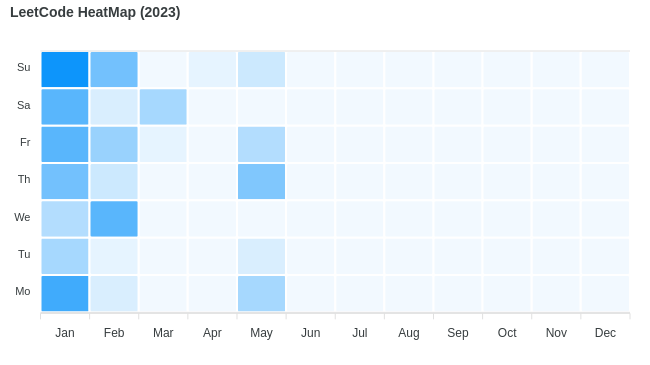 LeetCode HeatMap (2023)
Su
Sa
Fr
Th
We
Tu
Mo
Jan Feb Mar Apr May Jun Jul Aug Sep Oct Nov Dec